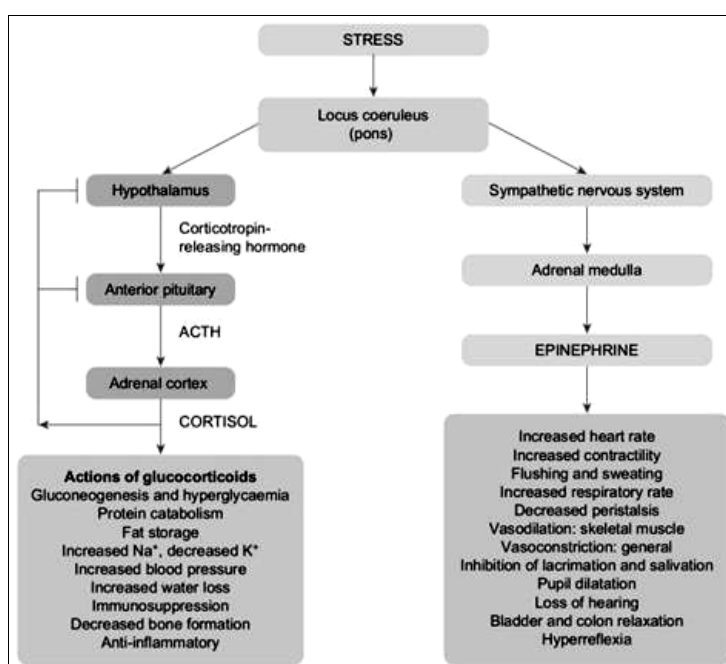 STRESS
Locus coeruleus
(pons)
Hypothalamus
Sympathetic nervous system
Corticotropin-
releasing hormone
Anterior pituitary
Adrenal medulla
ACTH
EPINEPHRINE
Adrenal cortex
CORTISOL
Actions of glucocorticoids
Gluconeogenesis and hyperglycaemia
Protein catabolism
Fat storage
Increased Na⁺, decreased K⁺
Increased blood pressure
Increased water loss
Immunosuppression
Decreased bone formation
Anti-inflammatory
Increased heart rate
Increased contractility
Flushing and sweating
Increased respiratory rate
Decreased peristalsis
Vasodilation: skeletal muscle
Vasoconstriction: general
Inhibition of lacrimation and salivation
Pupil dilatation
Loss of hearing
Bladder and colon relaxation
Hyperreflexia